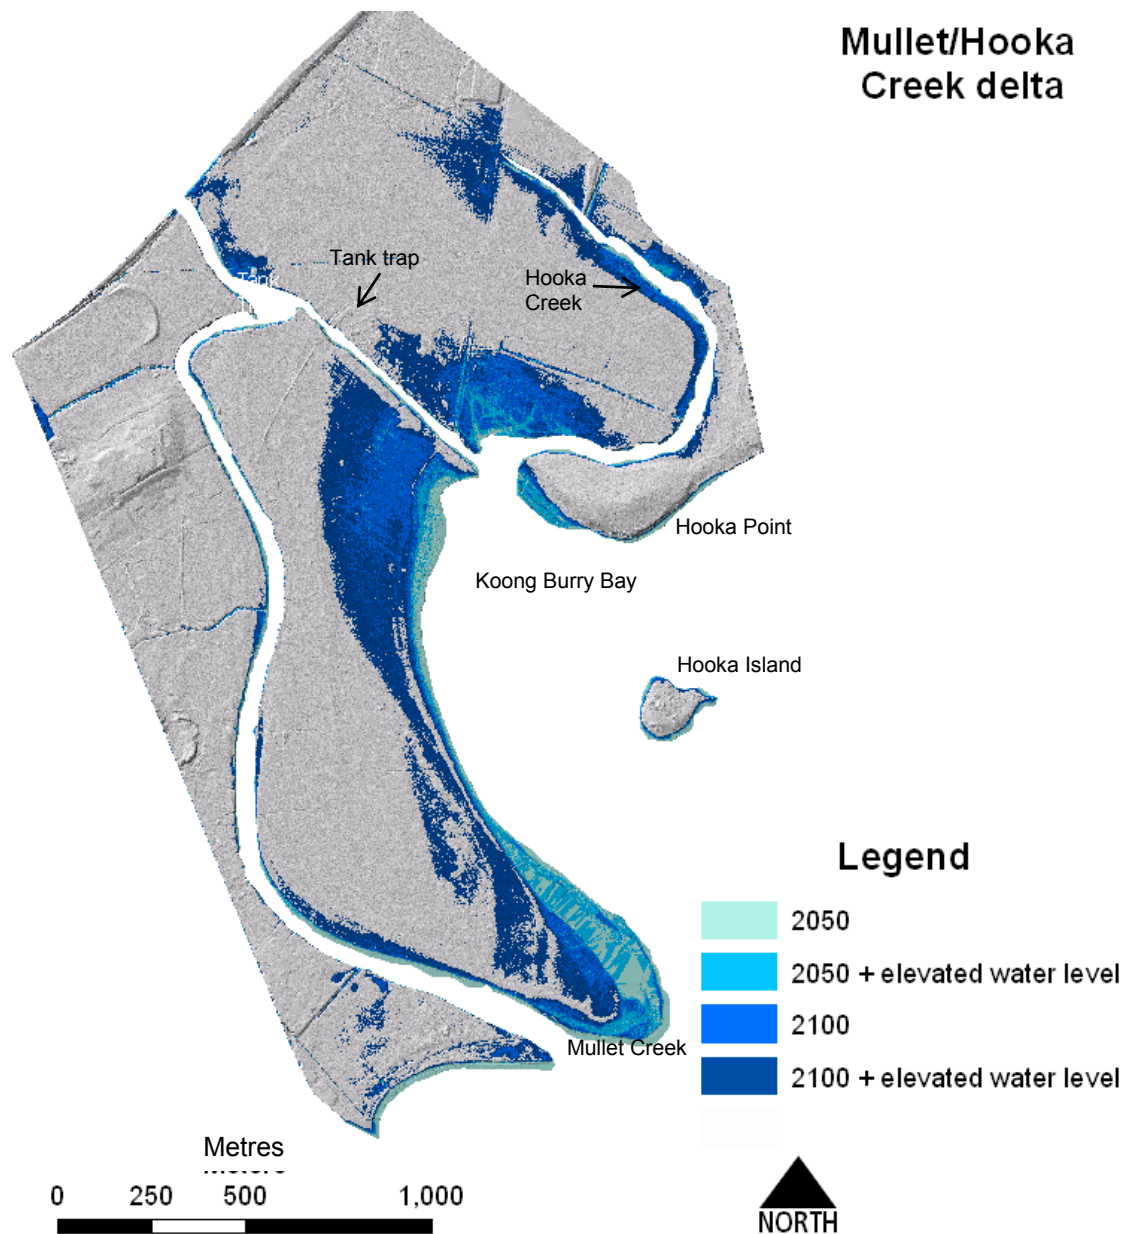 Mullet/Hooka
Creek delta
Tank trap
Hooka
Creek
Tank
Hooka Point
Koong Burry Bay
Hooka Island
Mullet Creek
Legend
2050
2050 + elevated water level
2100
2100 + elevated water level
Metres
0 250 500 1,000
NORTH